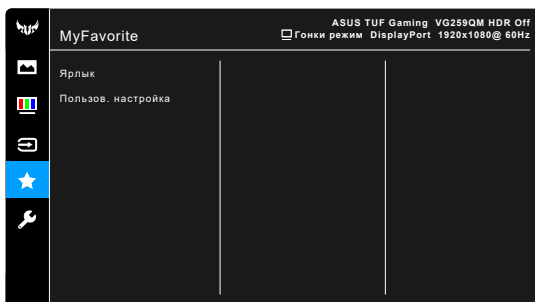 ASUS TUF Gaming VG259QM HDR Off
MyFavorite
Гонки режим DisplayPort 1920x1080@ 60Hz
Ярлык
Пользов. настройка